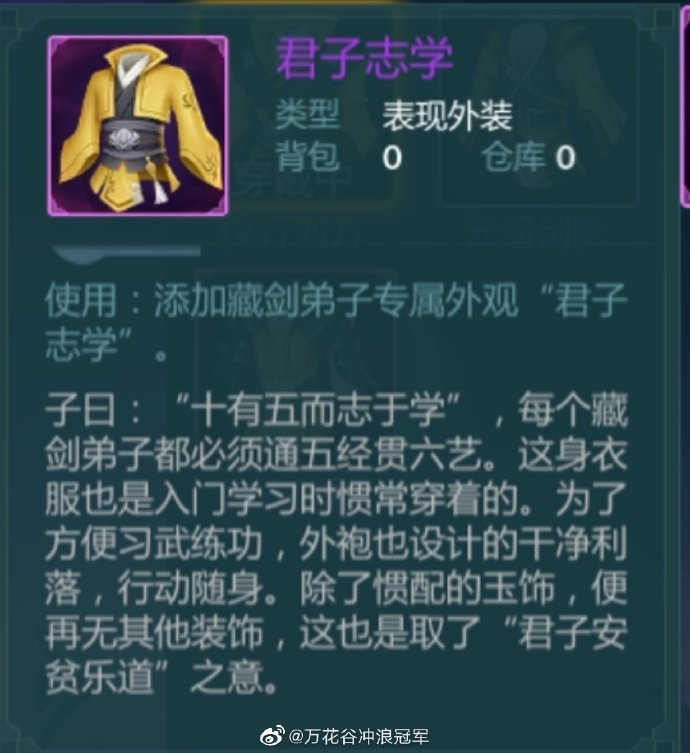 君子志学
类型 表现外装
背包 0 仓库 0
使用：添加藏剑弟子专属外观“君子
志学”。
子曰：“十有五而志于学”，每个藏
剑弟子都必须通五经贯六艺。这身衣
服也是入门学习时惯常穿着的。为了
方便习武练功，外袍也设计的干净利
落，行动随身。除了惯配的玉饰，便
再无其他装饰，这也是取了“君子安
贫乐道”之意。
@万花谷冲浪冠军